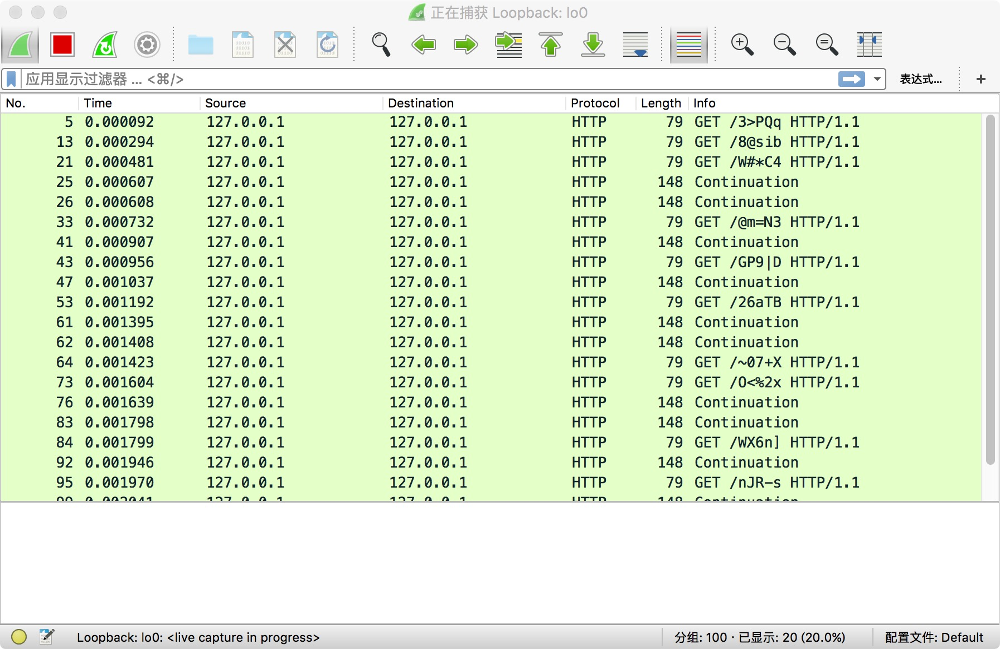 正在捕获 Loopback: lo0
应用显示过滤器 ... <⌘/>
表达式... +
No. Time Source Destination Protocol Length Info
5 0.000092 127.0.0.1 127.0.0.1 HTTP 79 GET /3>PQq HTTP/1.1
13 0.000294 127.0.0.1 127.0.0.1 HTTP 79 GET /8@sib HTTP/1.1
21 0.000481 127.0.0.1 127.0.0.1 HTTP 79 GET /W#*C4 HTTP/1.1
25 0.000607 127.0.0.1 127.0.0.1 HTTP 148 Continuation
26 0.000608 127.0.0.1 127.0.0.1 HTTP 148 Continuation
33 0.000732 127.0.0.1 127.0.0.1 HTTP 79 GET /@m=N3 HTTP/1.1
41 0.000907 127.0.0.1 127.0.0.1 HTTP 148 Continuation
43 0.000956 127.0.0.1 127.0.0.1 HTTP 79 GET /GP9|D HTTP/1.1
47 0.001037 127.0.0.1 127.0.0.1 HTTP 148 Continuation
53 0.001192 127.0.0.1 127.0.0.1 HTTP 79 GET /26aTB HTTP/1.1
61 0.001395 127.0.0.1 127.0.0.1 HTTP 148 Continuation
62 0.001408 127.0.0.1 127.0.0.1 HTTP 148 Continuation
64 0.001423 127.0.0.1 127.0.0.1 HTTP 79 GET /~07+X HTTP/1.1
73 0.001604 127.0.0.1 127.0.0.1 HTTP 79 GET /O<%2x HTTP/1.1
76 0.001639 127.0.0.1 127.0.0.1 HTTP 148 Continuation
83 0.001798 127.0.0.1 127.0.0.1 HTTP 148 Continuation
84 0.001799 127.0.0.1 127.0.0.1 HTTP 79 GET /WX6n] HTTP/1.1
92 0.001946 127.0.0.1 127.0.0.1 HTTP 148 Continuation
95 0.001970 127.0.0.1 127.0.0.1 HTTP 79 GET /nJR-s HTTP/1.1
Loopback: lo0: <live capture in progress> 分组: 100 · 已显示: 20 (20.0%) 配置文件: Default